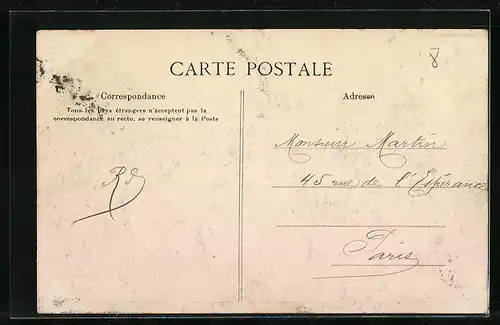 8
CARTE POSTALE
Correspondance
Tous les pays étrangers n'acceptent pas la
correspondance au recto, se renseigner à la Poste
Adresse
Monsieur Martin
45 rue de l'Espérance
Paris